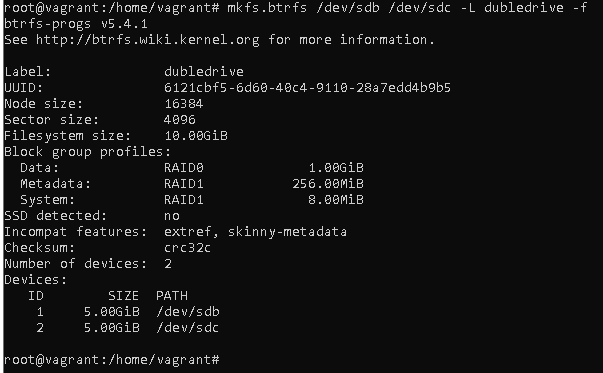 root@vagrant:/home/vagrant# mkfs.btrfs /dev/sdb /dev/sdc -L dubledrive -f
btrfs-progs v5.4.1
See http://btrfs.wiki.kernel.org for more information.

Label:              dubledrive
UUID:               6121cbf5-6d60-40c4-9110-28a7edd4b9b5
Node size:          16384
Sector size:        4096
Filesystem size:    10.00GiB
Block group profiles:
  Data:             RAID0             1.00GiB
  Metadata:         RAID1           256.00MiB
  System:           RAID1             8.00MiB
SSD detected:       no
Incompat features:  extref, skinny-metadata
Checksum:           crc32c
Number of devices:  2
Devices:
   ID        SIZE  PATH
    1     5.00GiB  /dev/sdb
    2     5.00GiB  /dev/sdc

root@vagrant:/home/vagrant#